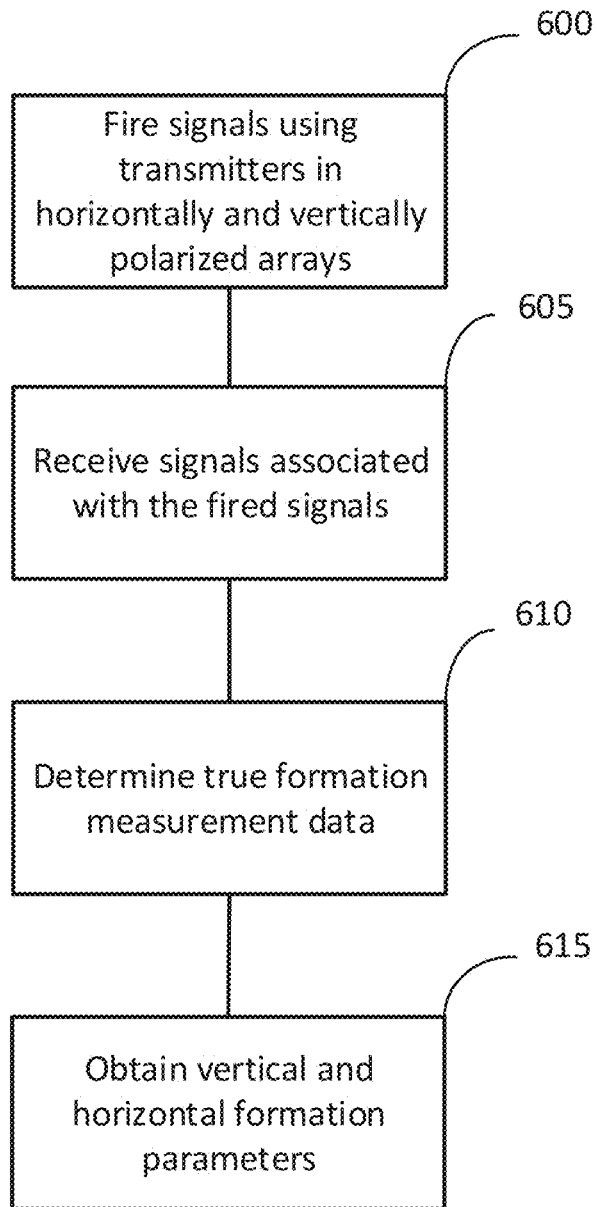 600
Fire signals using
transmitters in
horizontally and vertically
polarized arrays
605
Receive signals associated
with the fired signals
610
Determine true formation
measurement data
615
Obtain vertical and
horizontal formation
parameters